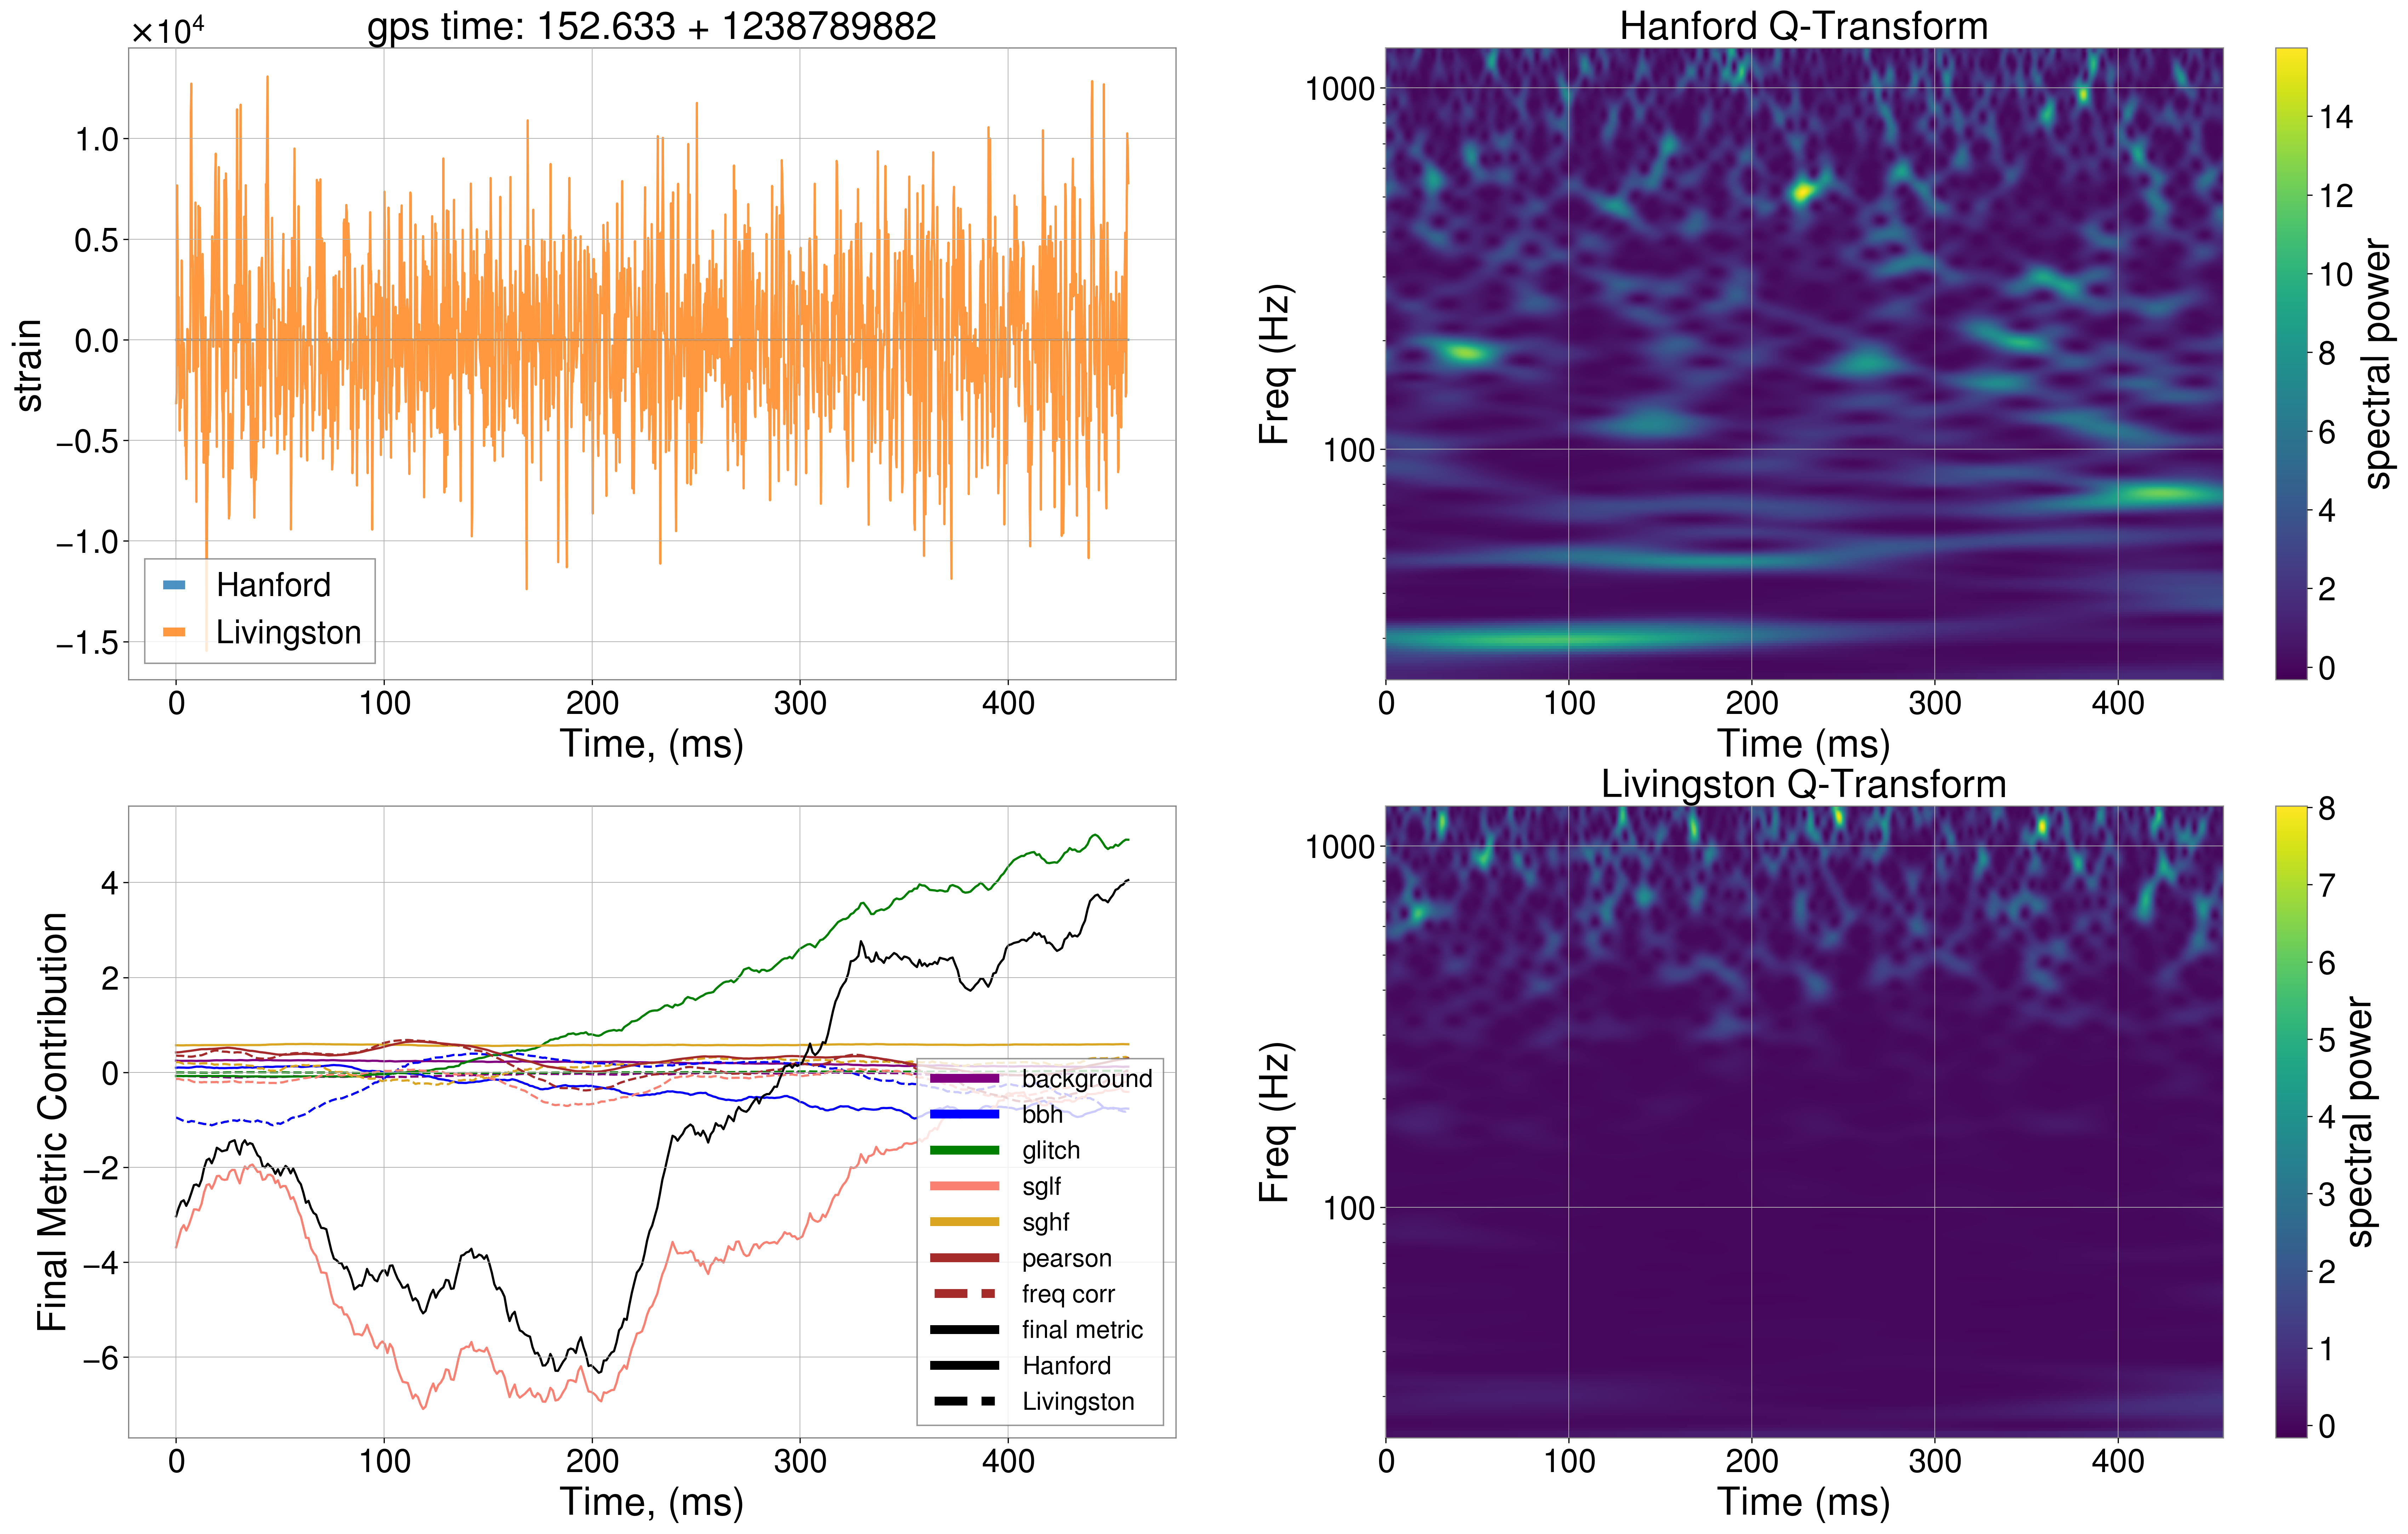 ×10⁴
gps time: 152.633 + 1238789882
strain
1.0
0.5
0.0
−0.5
−1.0
−1.5
Hanford
Livingston
0 100 200 300 400
Time, (ms)
Hanford Q-Transform
Freq (Hz)
1000
100
0 100 200 300 400
Time (ms)
14
12
10
8
6
4
2
0
spectral power
Final Metric Contribution
4
2
0
−2
−4
−6
background
bbh
glitch
sglf
sghf
pearson
freq corr
final metric
Hanford
Livingston
0 100 200 300 400
Time, (ms)
Livingston Q-Transform
Freq (Hz)
1000
100
0 100 200 300 400
Time (ms)
8
7
6
5
4
3
2
1
0
spectral power